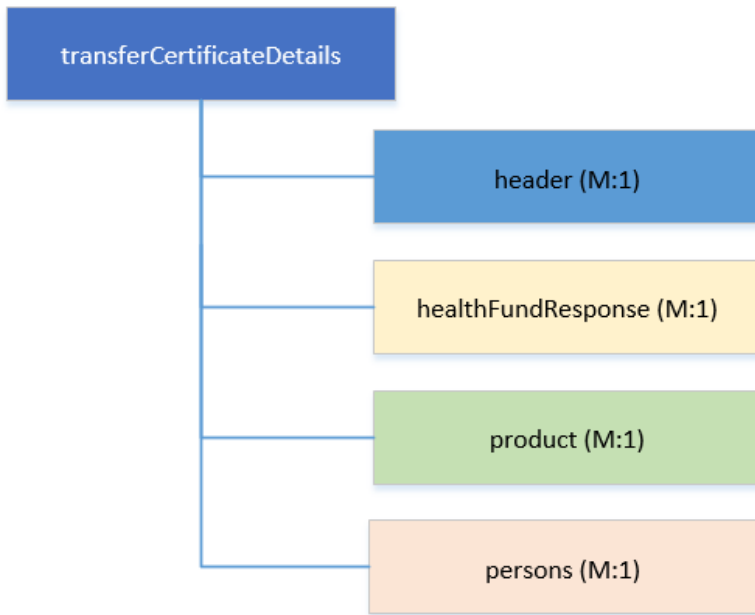 transferCertificateDetails
header (M:1)
healthFundResponse (M:1)
product (M:1)
persons (M:1)